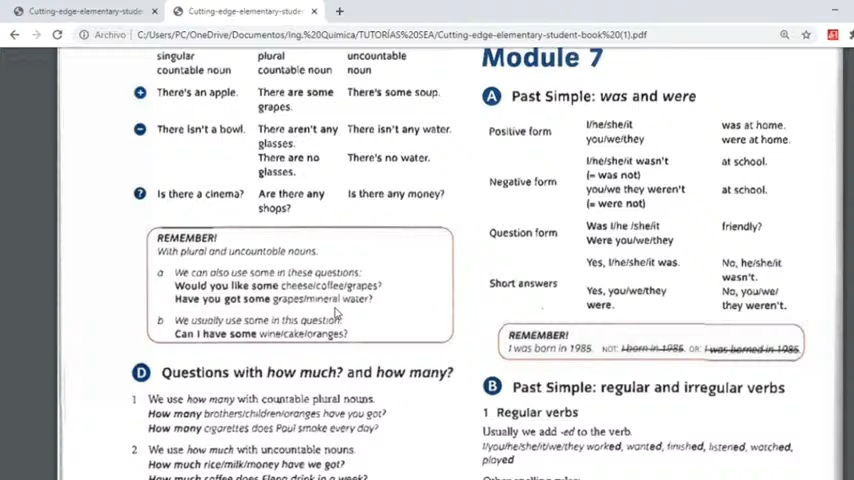 Cutting-edge-elementary-stude
Cutting-edge-elementary-stude
Archivo
C:/Users/PC/OneDrive/Documentos/Ing.%20Quimica/TUTORÍAS%20SEA/Cutting-edge-elementary-student-book%20(1).pdf
singular plural uncountable
countable noun countable noun noun
+ There's an apple. There are some grapes. There's some soup.
– There isn't a bowl. There aren't any glasses. There isn't any water.
There are no glasses. There's no water.
? Is there a cinema? Are there any shops? Is there any money?
REMEMBER!
With plural and uncountable nouns.
a We can also use some in these questions:
Would you like some cheese/coffee/grapes?
Have you got some grapes/mineral water?
b We usually use some in this question:
Can I have some wine/cake/oranges?
D Questions with how much? and how many?
1 We use how many with countable plural nouns.
How many brothers/children/oranges have you got?
How many cigarettes does Paul smoke every day?
2 We use how much with uncountable nouns.
How much rice/milk/money have we got?
How much coffee does Elena drink in a week?
Module 7
A Past Simple: was and were
Positive form I/he/she/it was at home.
you/we/they were at home.
Negative form I/he/she/it wasn't at school.
(= was not)
you/we they weren't at school.
(= were not)
Question form Was I/he /she/it friendly?
Were you/we/they
Short answers Yes, I/he/she/it was. No, he/she/it wasn't.
Yes, you/we/they were. No, you/we/ they weren't.
REMEMBER!
I was born in 1985. NOT: I born in 1985. OR: I was borned in 1985.
B Past Simple: regular and irregular verbs
1 Regular verbs
Usually we add -ed to the verb.
I/you/he/she/it/we/they worked, wanted, finished, listened, watched,
played
Other spelling rules: